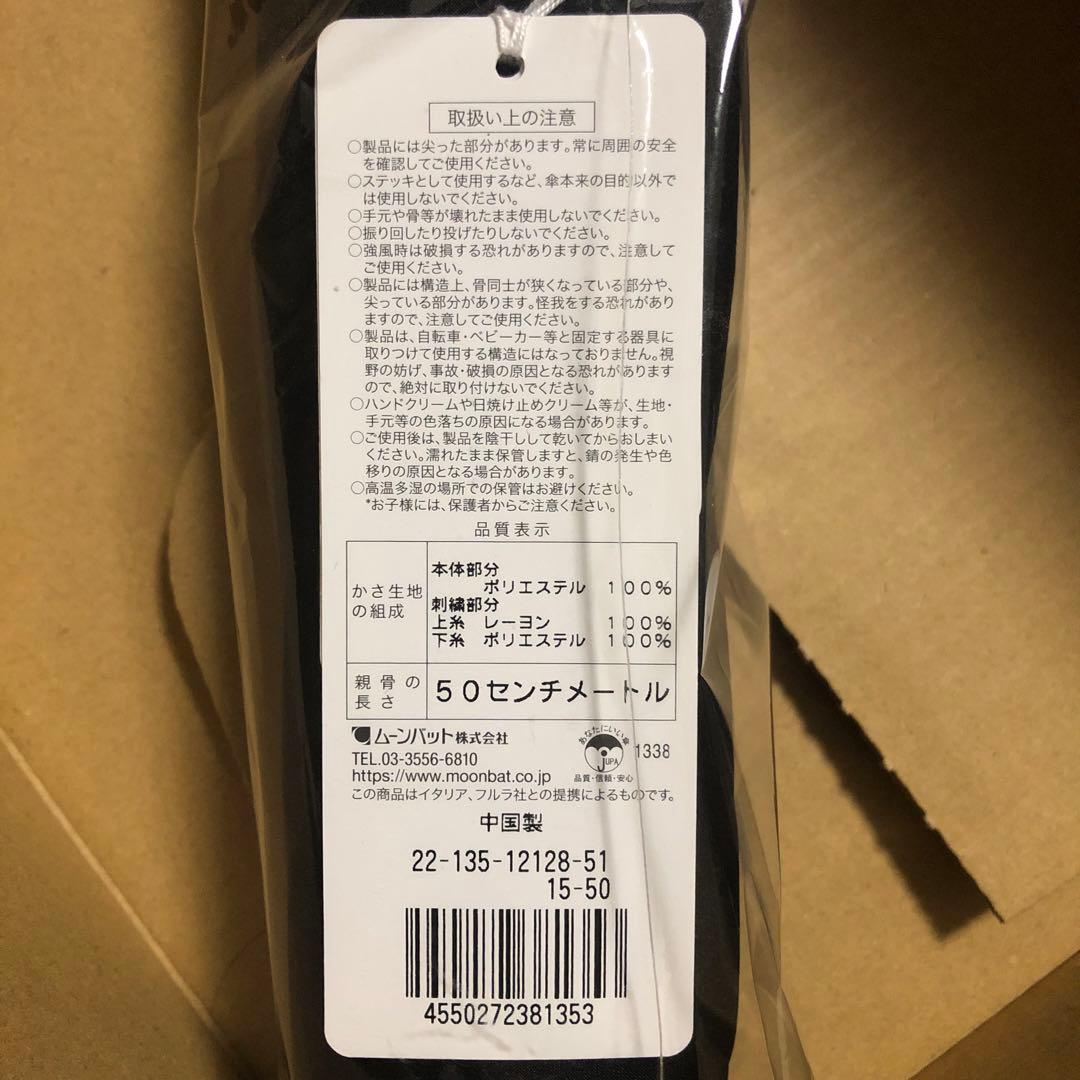 取扱い上の注意
○製品には尖った部分があります。常に周囲の安全
を確認してご使用ください。
○ステッキとして使用するなど、傘本来の目的以外で
は使用しないでください。
○手元や骨等が壊れたまま使用しないでください。
○振り回したり投げたりしないでください。
○強風時は破損する恐れがありますので、注意して
ご使用ください。
○製品には構造上、骨同士が狭くなっている部分や、
尖っている部分があります。怪我をする恐れがあり
ますので、注意してご使用ください。
○製品は、自転車・ベビーカー等と固定する器具に
取りつけて使用する構造にはなっておりません。視
野の妨げ、事故・破損の原因となる恐れがあります
ので、絶対に取り付けないでください。
○ハンドクリームや日焼け止めクリーム等が、生地・
手元等の色落ちの原因になる場合があります。
○ご使用後は、製品を陰干しして乾いてからおしまい
ください。濡れたまま保管しますと、錆の発生や色
移りの原因となる場合があります。
○高温多湿の場所での保管はお避けください。
*お子様には、保護者からご注意ください。
品質表示
かさ生地
の組成
本体部分
ポリエステル 100%
刺繍部分
上糸 レーヨン 100%
下糸 ポリエステル 100%
親骨の
長さ
50センチメートル
ムーンバット株式会社
TEL.03-3556-6810
https://www.moonbat.co.jp
あなたにいい傘
JUPA
品質・信頼・安心
1338
この商品はイタリア、フルラ社との提携によるものです。
中国製
22-135-12128-51
15-50
4550272381353